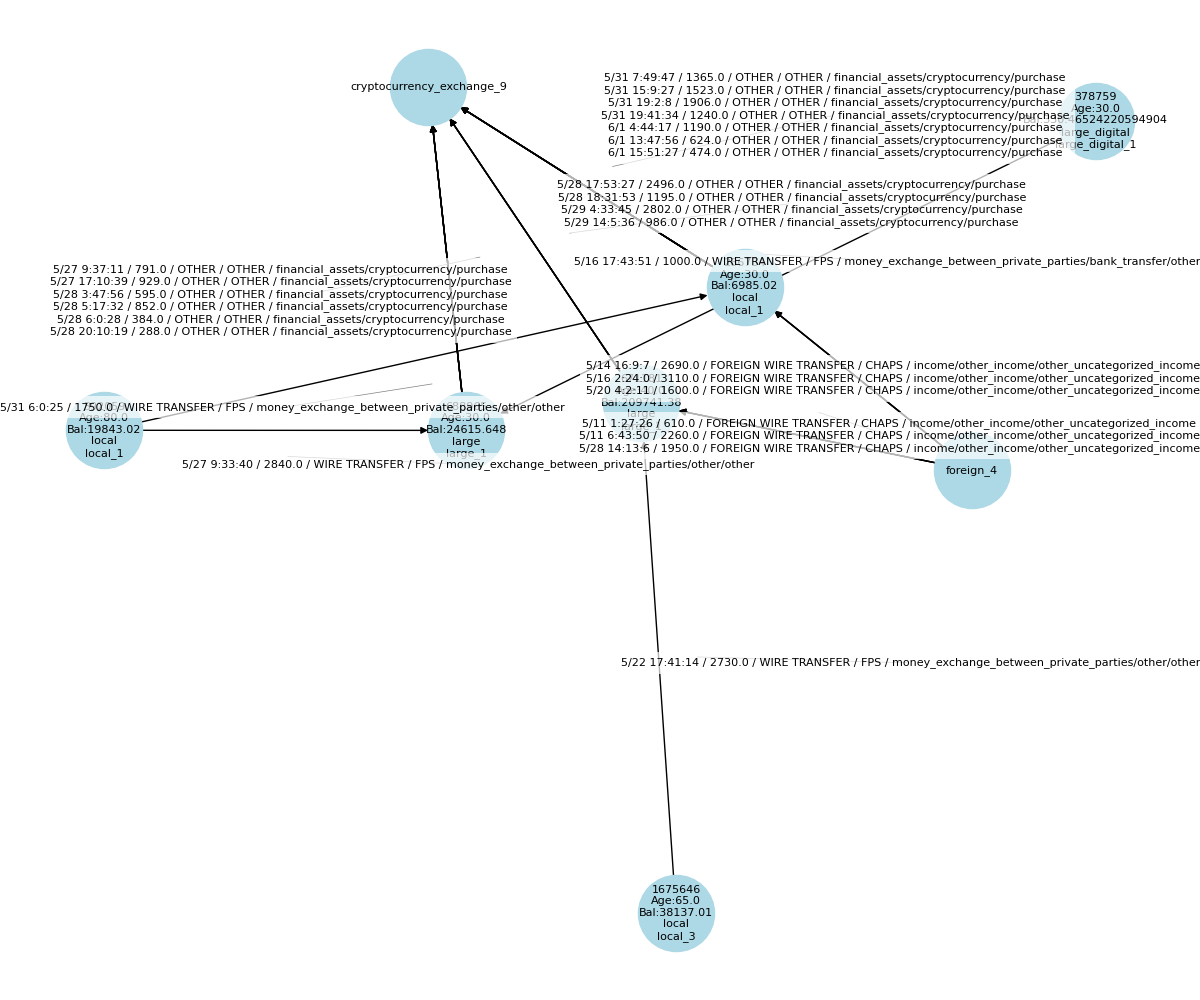 cryptocurrency_exchange_9
5/31 7:49:47 / 1365.0 / OTHER / OTHER / financial_assets/cryptocurrency/purchase
5/31 15:9:27 / 1523.0 / OTHER / OTHER / financial_assets/cryptocurrency/purchase
5/31 19:2:8 / 1906.0 / OTHER / OTHER / financial_assets/cryptocurrency/purchase
5/31 19:41:34 / 1240.0 / OTHER / OTHER / financial_assets/cryptocurrency/purchase
6/1 4:44:17 / 1190.0 / OTHER / OTHER / financial_assets/cryptocurrency/purchase
6/1 13:47:56 / 624.0 / OTHER / OTHER / financial_assets/cryptocurrency/purchase
6/1 15:51:27 / 474.0 / OTHER / OTHER / financial_assets/cryptocurrency/purchase
378759
Age:30.0
large_digital
large_digital_1
5/28 17:53:27 / 2496.0 / OTHER / OTHER / financial_assets/cryptocurrency/purchase
5/28 18:31:53 / 1195.0 / OTHER / OTHER / financial_assets/cryptocurrency/purchase
5/29 4:33:45 / 2802.0 / OTHER / OTHER / financial_assets/cryptocurrency/purchase
5/29 14:5:36 / 986.0 / OTHER / OTHER / financial_assets/cryptocurrency/purchase
5/16 17:43:51 / 1000.0 / WIRE TRANSFER / FPS / money_exchange_between_private_parties/bank_transfer/other
Age:30.0
Bal:6985.02
local
local_1
5/27 9:37:11 / 791.0 / OTHER / OTHER / financial_assets/cryptocurrency/purchase
5/27 17:10:39 / 929.0 / OTHER / OTHER / financial_assets/cryptocurrency/purchase
5/28 3:47:56 / 595.0 / OTHER / OTHER / financial_assets/cryptocurrency/purchase
5/28 5:17:32 / 852.0 / OTHER / OTHER / financial_assets/cryptocurrency/purchase
5/28 6:0:28 / 384.0 / OTHER / OTHER / financial_assets/cryptocurrency/purchase
5/28 20:10:19 / 288.0 / OTHER / OTHER / financial_assets/cryptocurrency/purchase
5/14 16:9:7 / 2690.0 / FOREIGN WIRE TRANSFER / CHAPS / income/other_income/other_uncategorized_income
5/16 2:24:0 / 3110.0 / FOREIGN WIRE TRANSFER / CHAPS / income/other_income/other_uncategorized_income
5/20 4:2:11 / 1600.0 / FOREIGN WIRE TRANSFER / CHAPS / income/other_income/other_uncategorized_income
Bal:209741.38
large
5/31 6:0:25 / 1750.0 / WIRE TRANSFER / FPS / money_exchange_between_private_parties/other/other
Age:80.0
Bal:19843.02
local
local_1
Age:30.0
Bal:24615.648
large
large_1
5/11 1:27:26 / 610.0 / FOREIGN WIRE TRANSFER / CHAPS / income/other_income/other_uncategorized_income
5/11 6:43:50 / 2260.0 / FOREIGN WIRE TRANSFER / CHAPS / income/other_income/other_uncategorized_income
5/28 14:13:6 / 1950.0 / FOREIGN WIRE TRANSFER / CHAPS / income/other_income/other_uncategorized_income
5/27 9:33:40 / 2840.0 / WIRE TRANSFER / FPS / money_exchange_between_private_parties/other/other
foreign_4
5/22 17:41:14 / 2730.0 / WIRE TRANSFER / FPS / money_exchange_between_private_parties/other/other
1675646
Age:65.0
Bal:38137.01
local
local_3